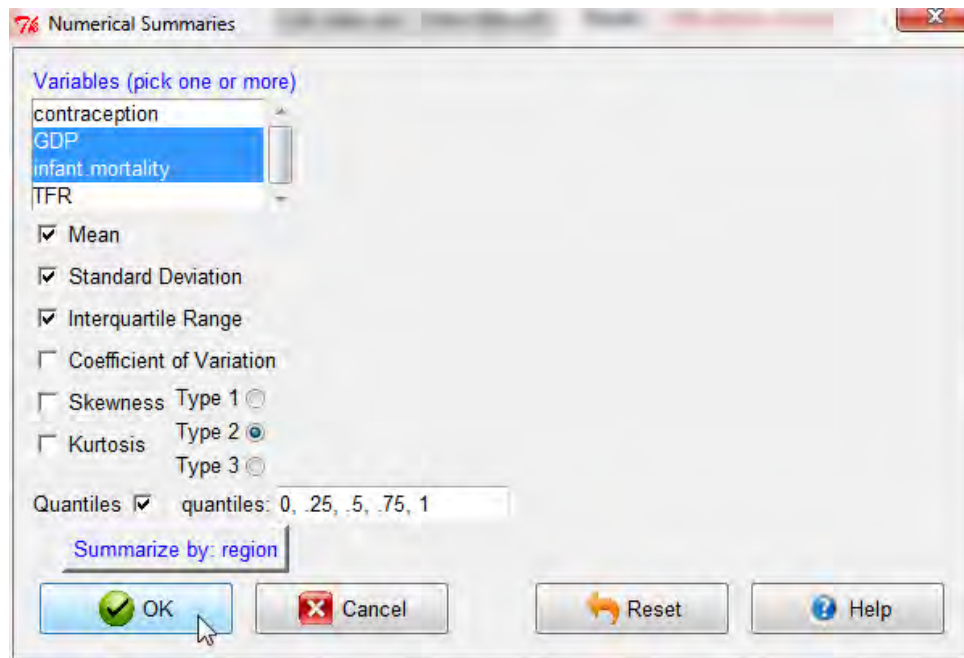 Numerical Summaries
Variables (pick one or more)
contraception
GDP
infant.mortality
TFR
Mean
Standard Deviation
Interquartile Range
Coefficient of Variation
Skewness Type 1
Kurtosis Type 2
Type 3
Quantiles quantiles: 0, .25, .5, .75, 1
Summarize by: region
OK Cancel Reset Help